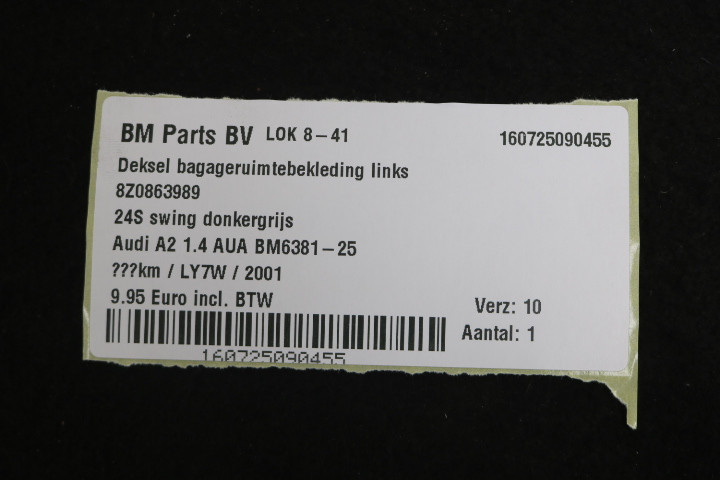 BM Parts BV LOK 8-41 160725090455
Deksel bagageruimtebekleding links
8Z0863989
24S swing donkergrijs
Audi A2 1.4 AUA BM6381-25
???km / LY7W / 2001
9.95 Euro incl. BTW
Verz: 10
Aantal: 1
160725090455